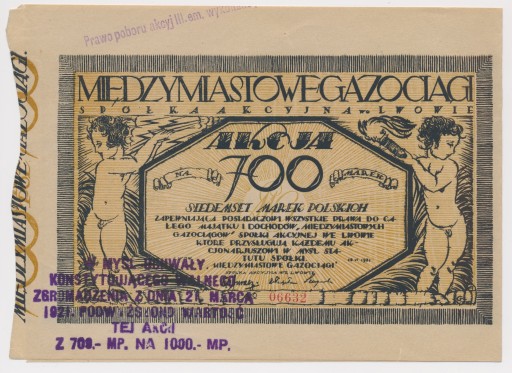 Prawo poboru akcyj III. em.
MIĘDZYMIASTOWE GAZOCIĄGI
SPÓŁKA AKCYJNA w LWOWIE
AKCJA
NA 700 MAREK
SIEDEMSET MAREK POLSKICH
ZAPEWNIAJĄCA POSIADACZOWI WSZYSTKIE PRAWA DO CA-
ŁEGO MAJĄTKU I DOCHODÓW „MIĘDZYMIASTOWYCH
GAZOCIĄGÓW” SPÓŁKI AKCYJNEJ WE LWOWIE
KTÓRE PRZYSŁUGUJĄ KAŻDEMU AK-
CJONARJUSZOWI W MYŚL STA-
TUTU SPÓŁKI.
„MIĘDZYMIASTOWE GAZOCIĄGI”
SPÓŁKA AKCYJNA WE LWOWIE
06632
W MYŚL UCHWAŁY
KONSTYTUUJĄCEGO WALNEGO
ZGROMADZENIA Z DNIA 21. MARCA
1921. PODWYŻSZONO WARTOŚĆ
TEJ AKCJI
Z 700.- MP. NA 1000.- MP.
MIĘDZYMIASTOWE GAZOCIĄGI.